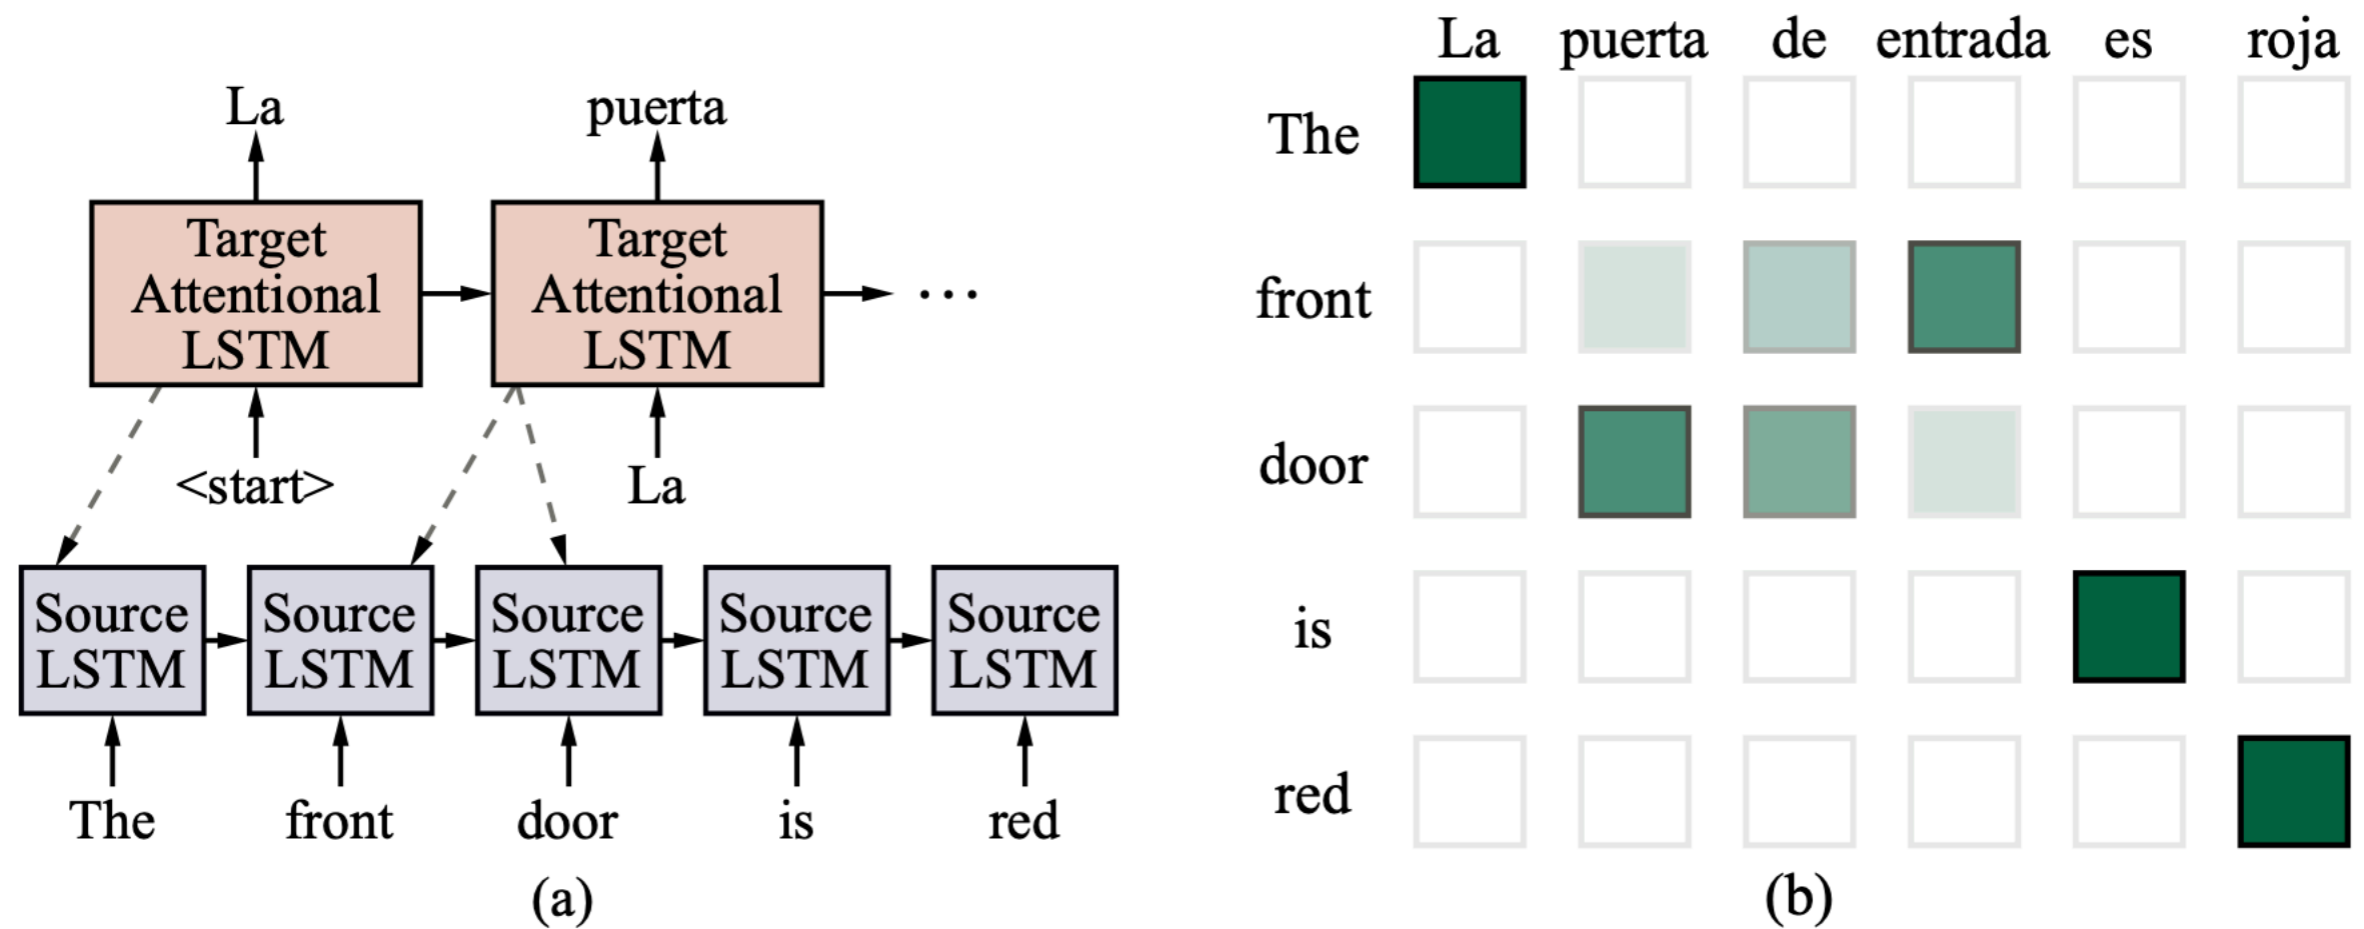 La
puerta
Target
Attentional
LSTM
Target
Attentional
LSTM
...
<start>
La
Source
LSTM
Source
LSTM
Source
LSTM
Source
LSTM
Source
LSTM
The
front
door
is
red
(a)
La puerta de entrada es roja
The
front
door
is
red
(b)